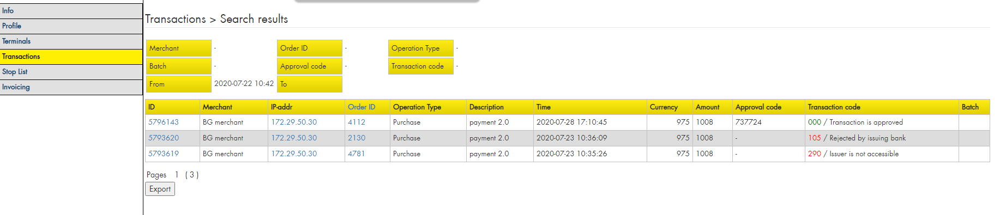 Info
Profile
Terminals
Transactions
Stop List
Invoicing
Transactions > Search results
Merchant - Order ID - Operation Type -
Batch - Approval code - Transaction code -
From 2020-07-22 10:42 To
ID Merchant IP-addr Order ID Operation Type Description Time Currency Amount Approval code Transaction code Batch
5796143 BG merchant 172.29.50.30 4112 Purchase payment 2.0 2020-07-28 17:10:45 975 1008 737724 000 / Transaction is approved
5793620 BG merchant 172.29.50.30 2130 Purchase payment 2.0 2020-07-23 10:36:09 975 1008 - 105 / Rejected by issuing bank
5793619 BG merchant 172.29.50.30 4781 Purchase payment 2.0 2020-07-23 10:35:26 975 1008 - 290 / Issuer is not accessible
Pages 1 ( 3 )
Export